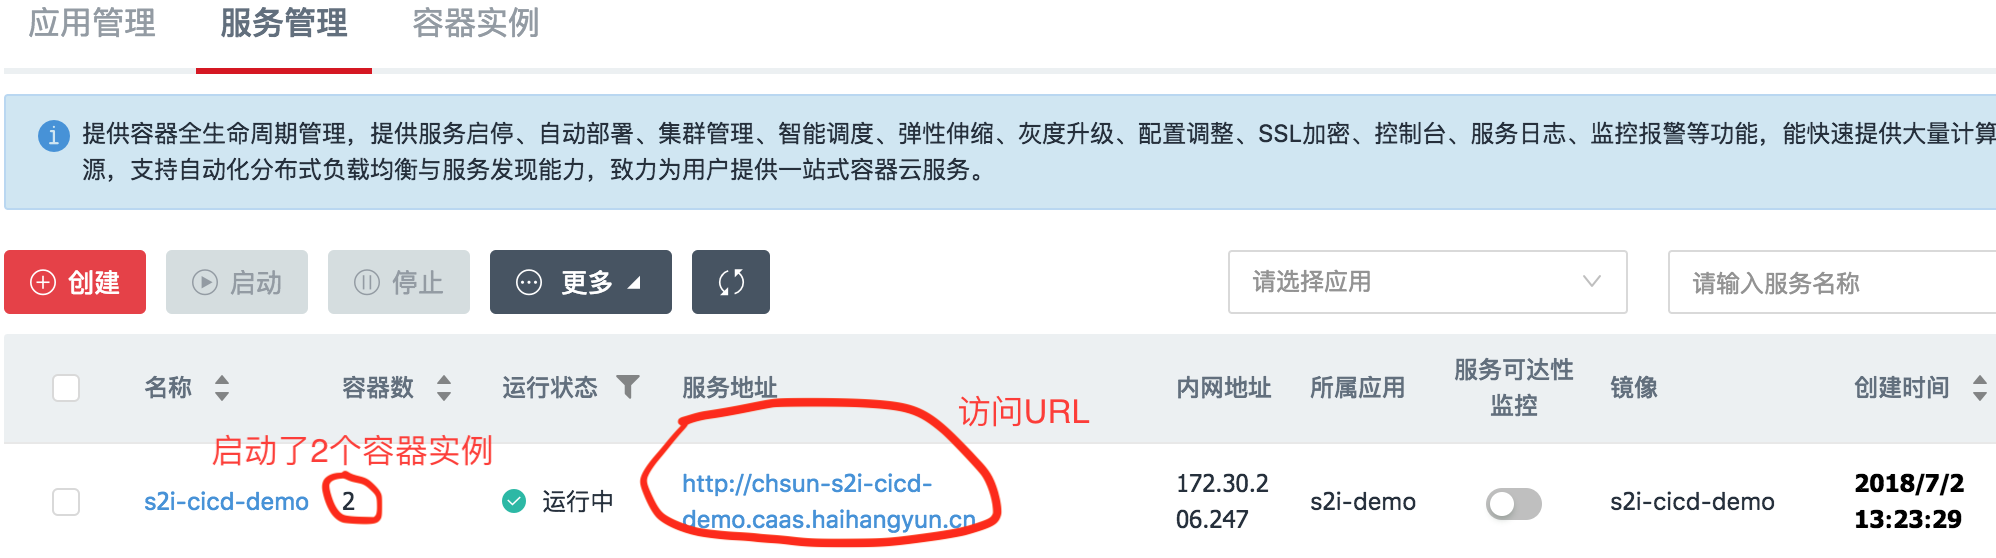 应用管理 服务管理 容器实例
提供容器全生命周期管理，提供服务启停、自动部署、集群管理、智能调度、弹性伸缩、灰度升级、配置调整、SSL加密、控制台、服务日志、监控报警等功能，能快速提供大量计算
源，支持自动化分布式负载均衡与服务发现能力，致力为用户提供一站式容器云服务。
创建 启动 停止 更多 请选择应用 请输入服务名称
名称 容器数 运行状态 服务地址 内网地址 所属应用 服务可达性 镜像 创建时间
监控
访问URL
启动了2个容器实例
s2i-cicd-demo 2 运行中 http://chsun-s2i-cicd- 172.30.2 s2i-demo s2i-cicd-demo 2018/7/2
demo.caas.haihangyun.cn 06.247 13:23:29